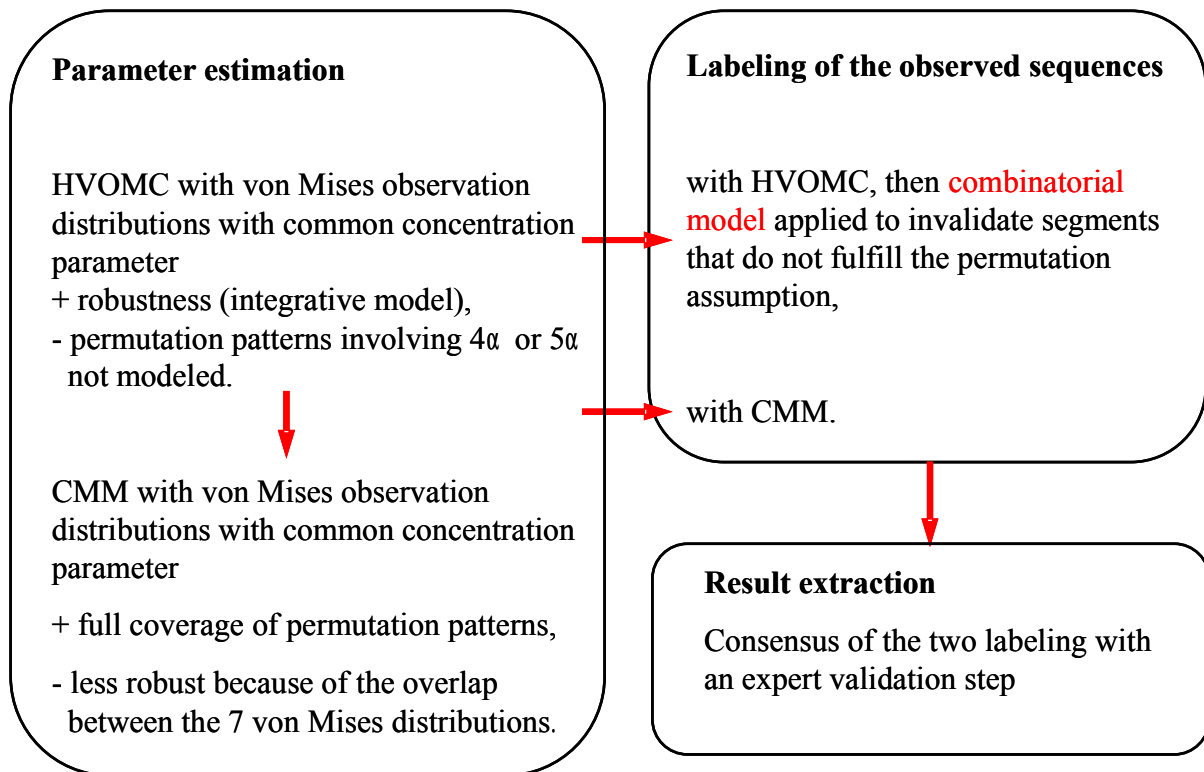 Parameter estimation
HVOMC with von Mises observation
distributions with common concentration
parameter
+ robustness (integrative model),
- permutation patterns involving 4α or 5α
not modeled.
CMM with von Mises observation
distributions with common concentration
parameter
+ full coverage of permutation patterns,
- less robust because of the overlap
between the 7 von Mises distributions.
Labeling of the observed sequences
with HVOMC, then combinatorial
model applied to invalidate segments
that do not fulfill the permutation
assumption,
with CMM.
Result extraction
Consensus of the two labeling with
an expert validation step